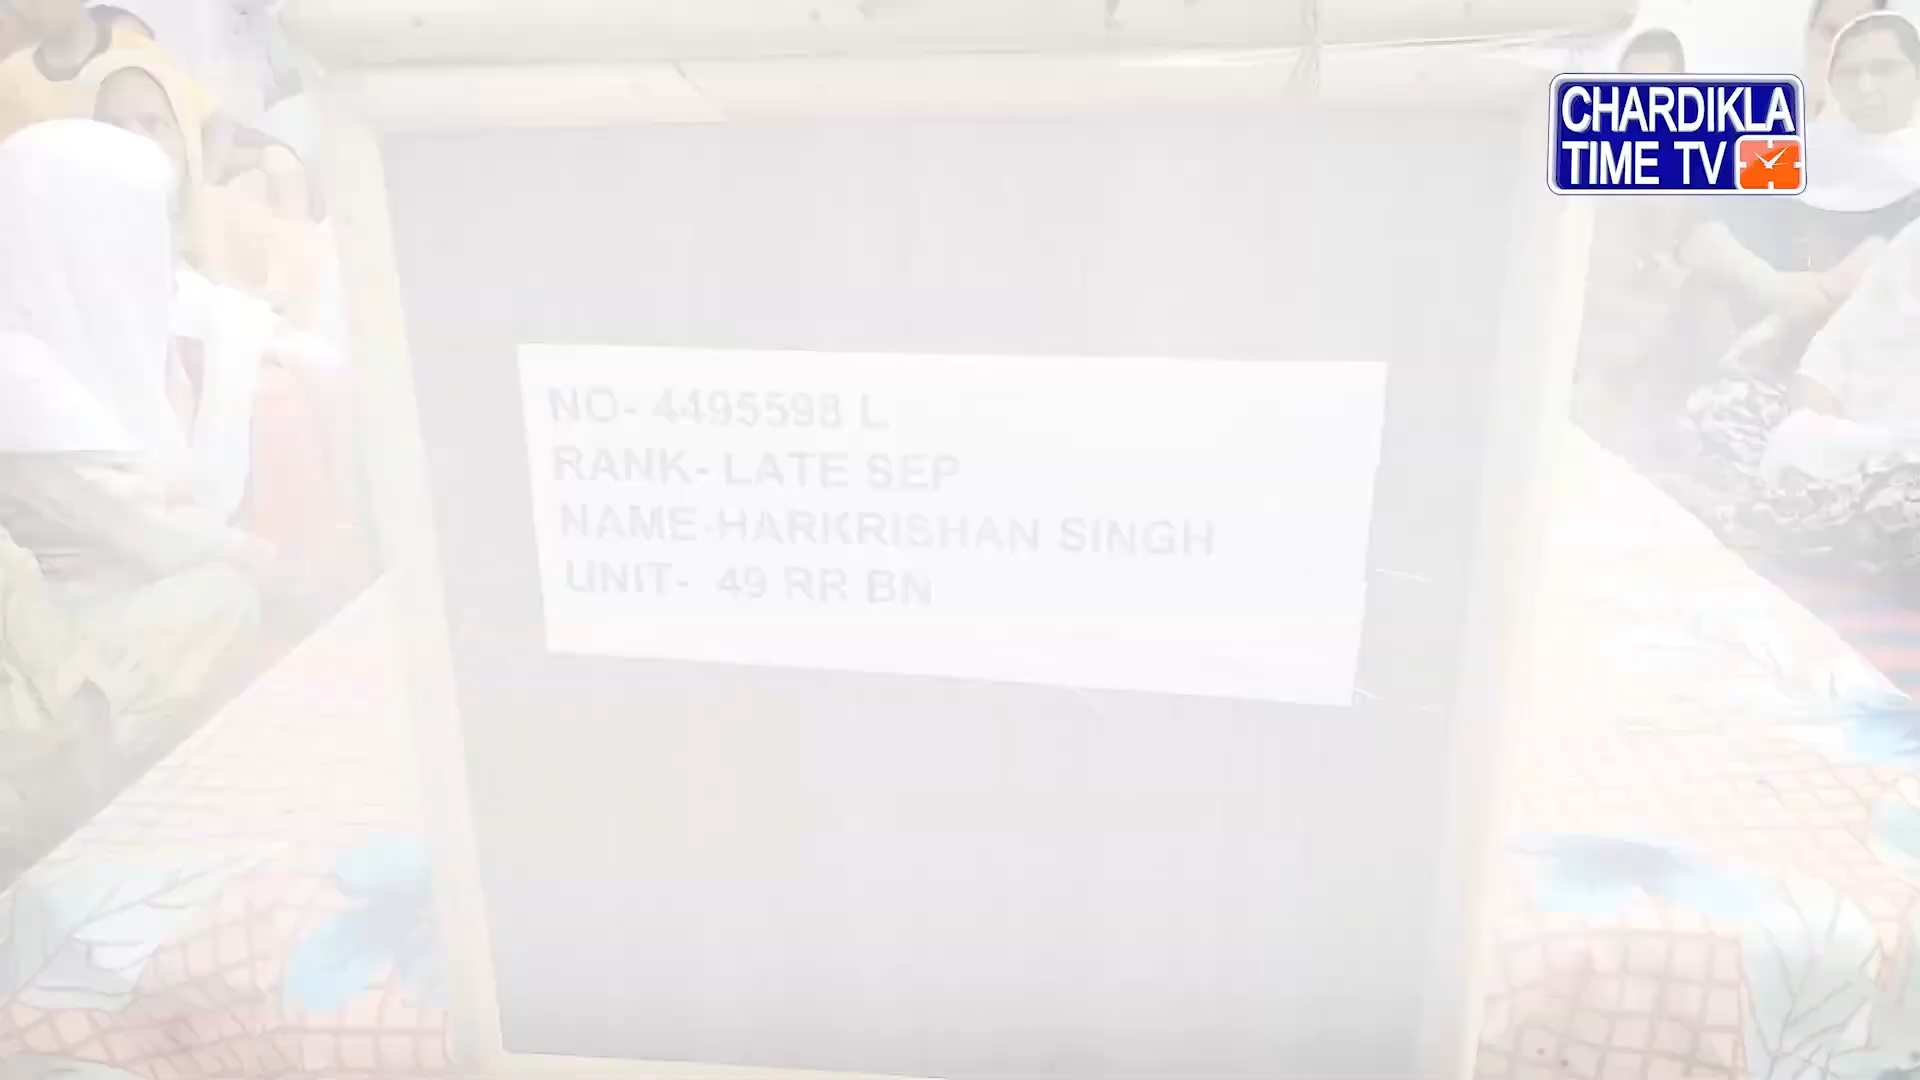 CHARDIKLA
TIME TV
NO- 4495598 L
RANK- LATE SEP
NAME-HARKRISHAN SINGH
UNIT- 49 RR BN